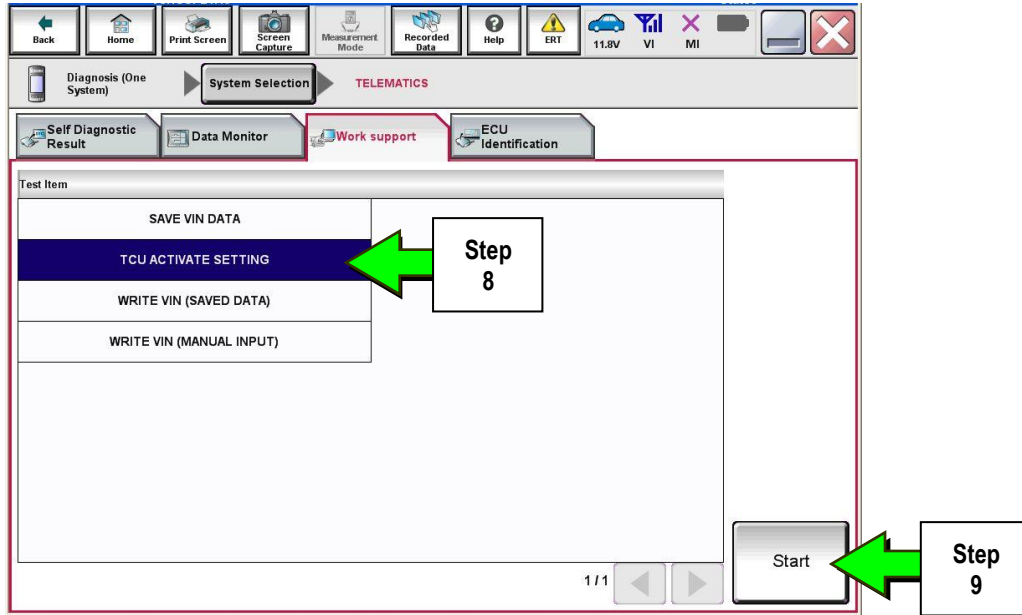 Back
Home
Print Screen
Screen
Capture
Measurement
Mode
Recorded
Data
Help
ERT
11.8V
VI
MI
Diagnosis (One
System)
System Selection
TELEMATICS
Self Diagnostic
Result
Data Monitor
Work support
ECU
Identification
Test Item
SAVE VIN DATA
TCU ACTIVATE SETTING
WRITE VIN (SAVED DATA)
WRITE VIN (MANUAL INPUT)
Step
8
1/1
Start
Step
9